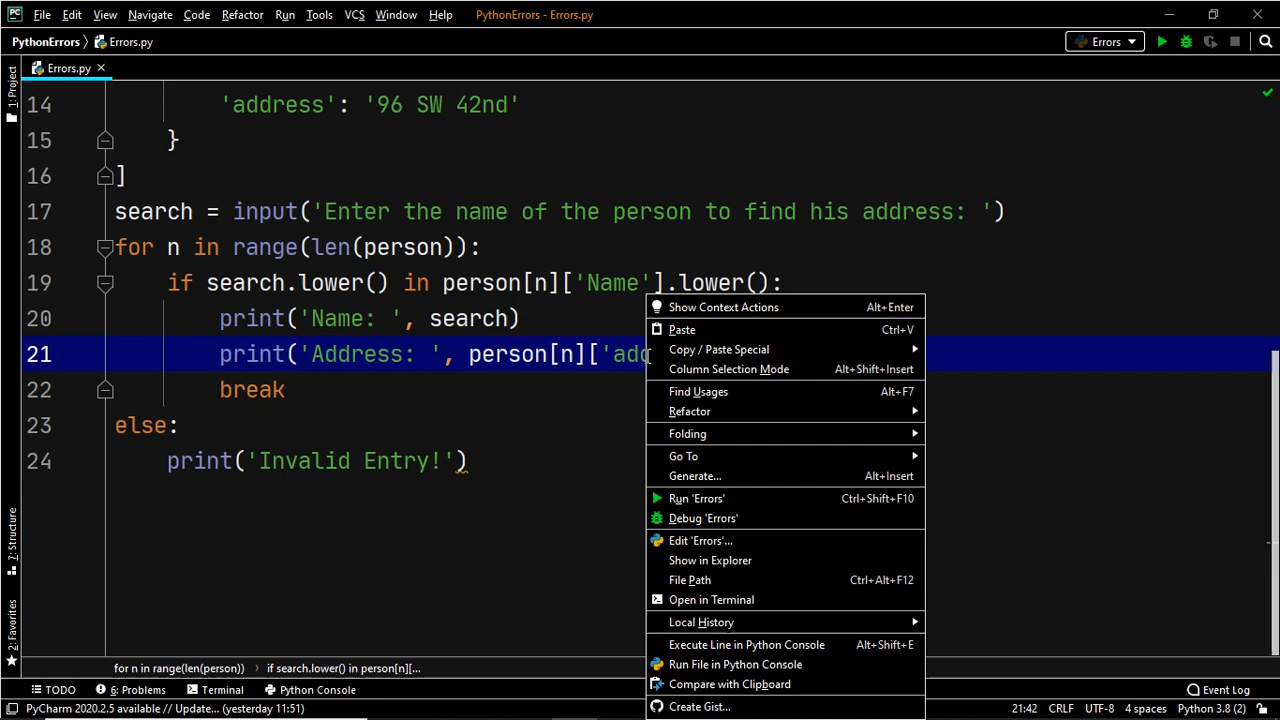 PC File Edit View Navigate Code Refactor Run Tools VCS Window Help PythonErrors - Errors.py
PythonErrors Errors.py Errors
1: Project
Errors.py
14 'address': '96 SW 42nd'
15 }
16 ]
17 search = input('Enter the name of the person to find his address: ')
18 for n in range(len(person)):
19 if search.lower() in person[n]['Name'].lower():
20 print('Name: ', search)
21 print('Address: ', person[n]['add
22 break
23 else:
24 print('Invalid Entry!')
Show Context Actions Alt+Enter
Paste Ctrl+V
Copy / Paste Special
Column Selection Mode Alt+Shift+Insert
Find Usages Alt+F7
Refactor
Folding
Go To
Generate... Alt+Insert
Run 'Errors' Ctrl+Shift+F10
Debug 'Errors'
Edit 'Errors'...
Show in Explorer
File Path Ctrl+Alt+F12
Open in Terminal
Local History
Execute Line in Python Console Alt+Shift+E
Run File in Python Console
Compare with Clipboard
Create Gist...
7: Structure
2: Favorites
for n in range(len(person)) if search.lower() in person[n][...
TODO 6: Problems Terminal Python Console Event Log
PyCharm 2020.2.5 available // Update... (yesterday 11:51) 21:42 CRLF UTF-8 4 spaces Python 3.8 (2)